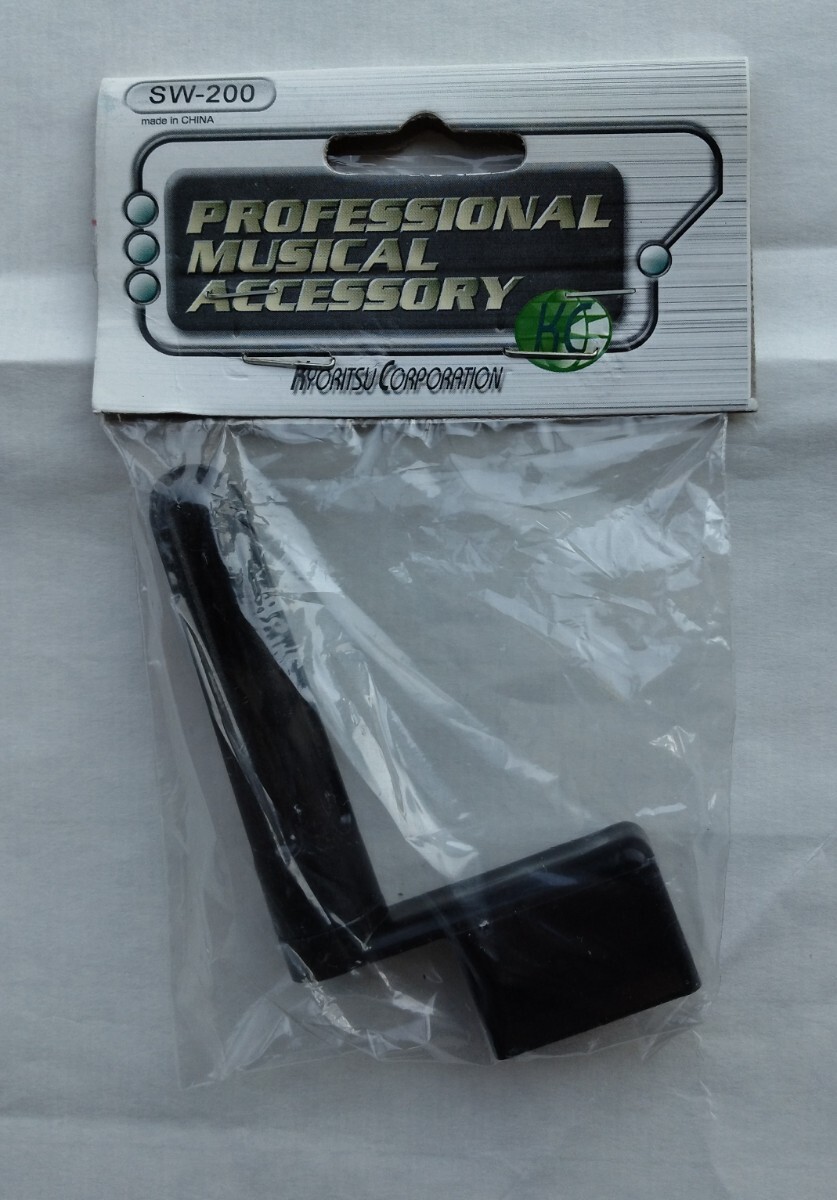 SW-200
made in CHINA
PROFESSIONAL
MUSICAL
ACCESSORY
KC
KYORITSU CORPORATION